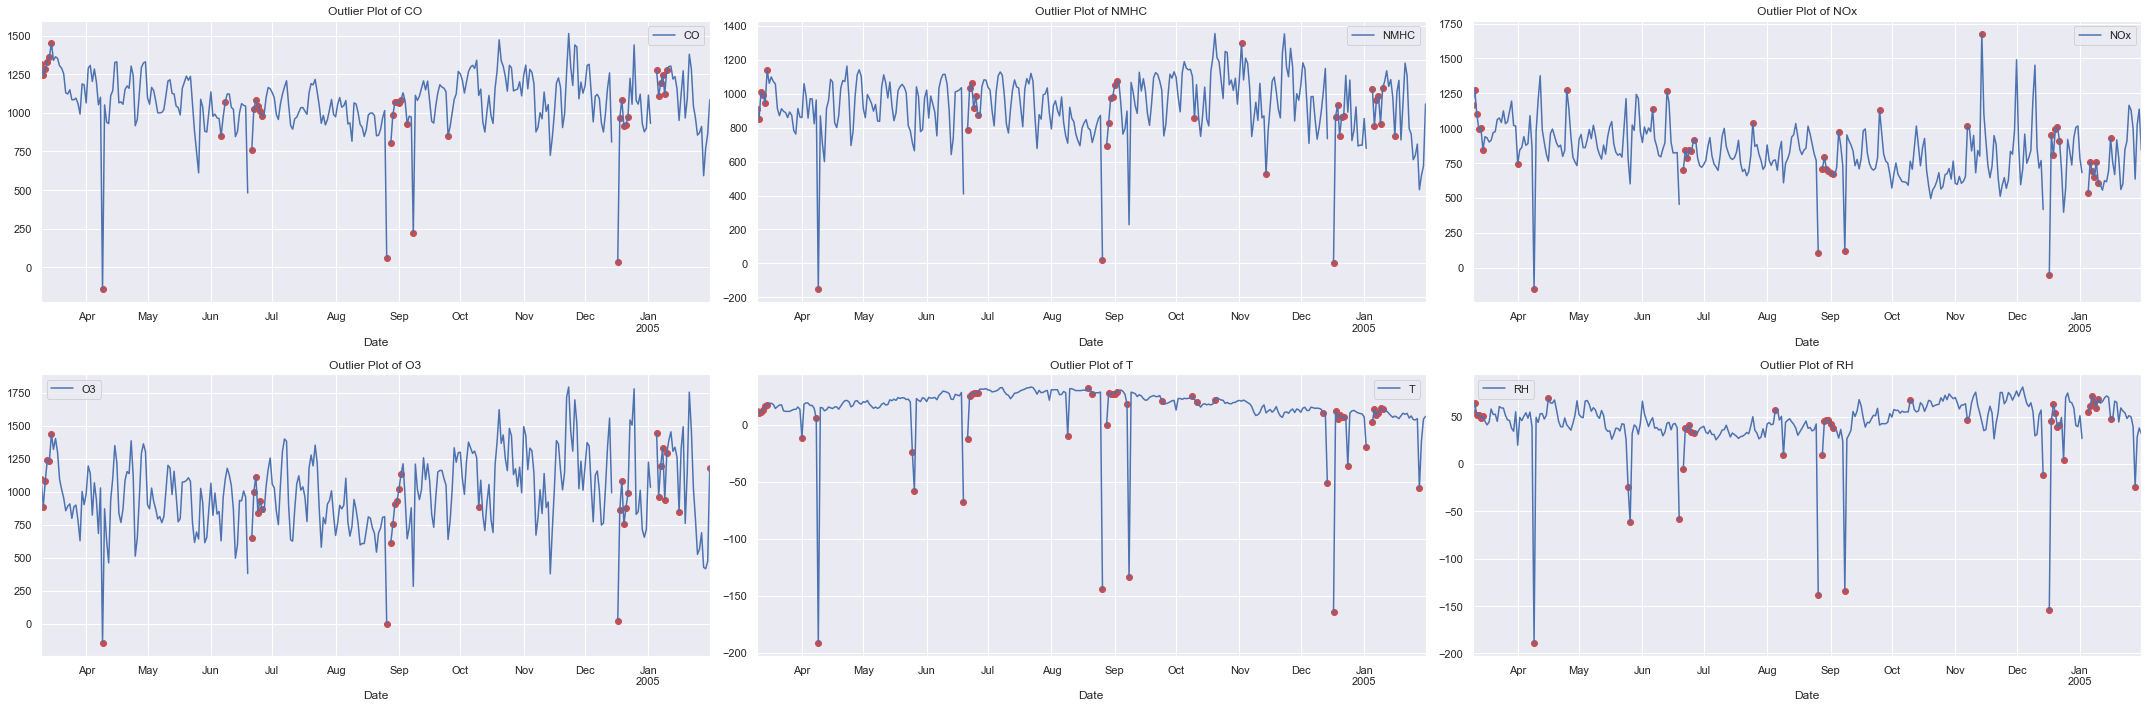 Outlier Plot of CO
CO
1500
1250
1000
750
500
250
0
Apr May Jun Jul Aug Sep Oct Nov Dec Jan
2005
Date
Outlier Plot of NMHC
NMHC
1400
1200
1000
800
600
400
200
0
−200
Apr May Jun Jul Aug Sep Oct Nov Dec Jan
2005
Date
Outlier Plot of NOx
NOx
1750
1500
1250
1000
750
500
250
0
Apr May Jun Jul Aug Sep Oct Nov Dec Jan
2005
Date
Outlier Plot of O3
O3
1750
1500
1250
1000
750
500
250
0
Apr May Jun Jul Aug Sep Oct Nov Dec Jan
2005
Date
Outlier Plot of T
T
0
−50
−100
−150
−200
Apr May Jun Jul Aug Sep Oct Nov Dec Jan
2005
Date
Outlier Plot of RH
RH
50
0
−50
−100
−150
−200
Apr May Jun Jul Aug Sep Oct Nov Dec Jan
2005
Date